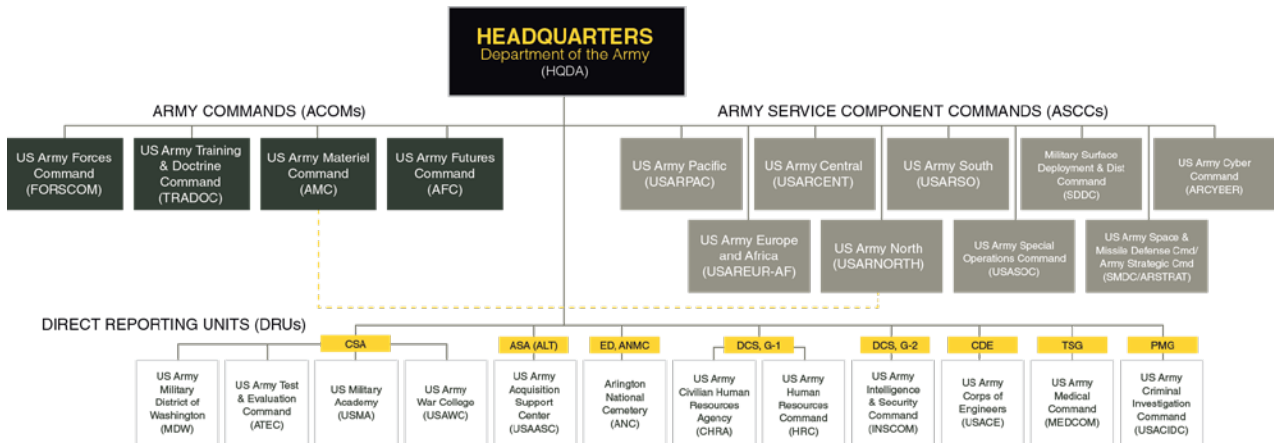 HEADQUARTERS
Department of the Army
(HQDA)
ARMY COMMANDS (ACOMs)
ARMY SERVICE COMPONENT COMMANDS (ASCCs)
US Army Forces
Command
(FORSCOM)
US Army Training
& Doctrine
Command
(TRADOC)
US Army Materiel
Command
(AMC)
US Army Futures
Command
(AFC)
US Army Pacific
(USARPAC)
US Army Central
(USARCENT)
US Army South
(USARSO)
Military Surface
Deployment & Dist
Command
(SDDC)
US Army Cyber
Command
(ARCYBER)
US Army Europe
and Africa
(USAREUR-AF)
US Army North
(USARNORTH)
US Army Special
Operations Command
(USASOC)
US Army Space &
Missile Defense Cmd/
Army Strategic Cmd
(SMDC/ARSTRAT)
DIRECT REPORTING UNITS (DRUs)
CSA
US Army
Military
District of
Washington
(MDW)
US Army Test
& Evaluation
Command
(ATEC)
US Military
Academy
(USMA)
US Army
War College
(USAWC)
ASA (ALT)
US Army
Acquisition
Support
Center
(USAASC)
ED, ANMC
Arlington
National
Cemetery
(ANC)
DCS, G-1
US Army
Civilian Human
Resources
Agency
(CHRA)
US Army
Human
Resources
Command
(HRC)
DCS, G-2
US Army
Intelligence
& Security
Command
(INSCOM)
CDE
US Army
Corps of
Engineers
(USACE)
TSG
US Army
Medical
Command
(MEDCOM)
PMG
US Army
Criminal
Investigation
Command
(USACIDC)